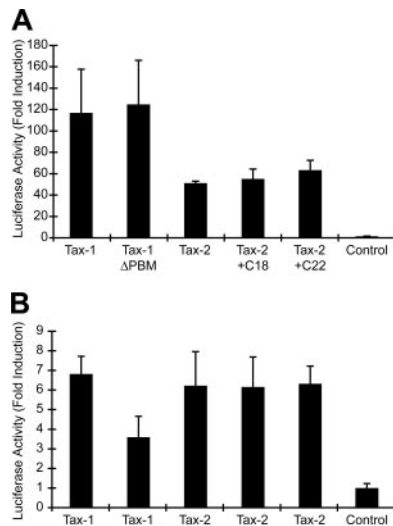 A
Luciferase Activity (Fold Induction)
180
160
140
120
100
80
60
40
20
0
Tax-1 Tax-1 Tax-2 Tax-2 Tax-2 Control
ΔPBM +C18 +C22
B
Luciferase Activity (Fold Induction)
9
8
7
6
5
4
3
2
1
0
Tax-1 Tax-1 Tax-2 Tax-2 Tax-2 Control